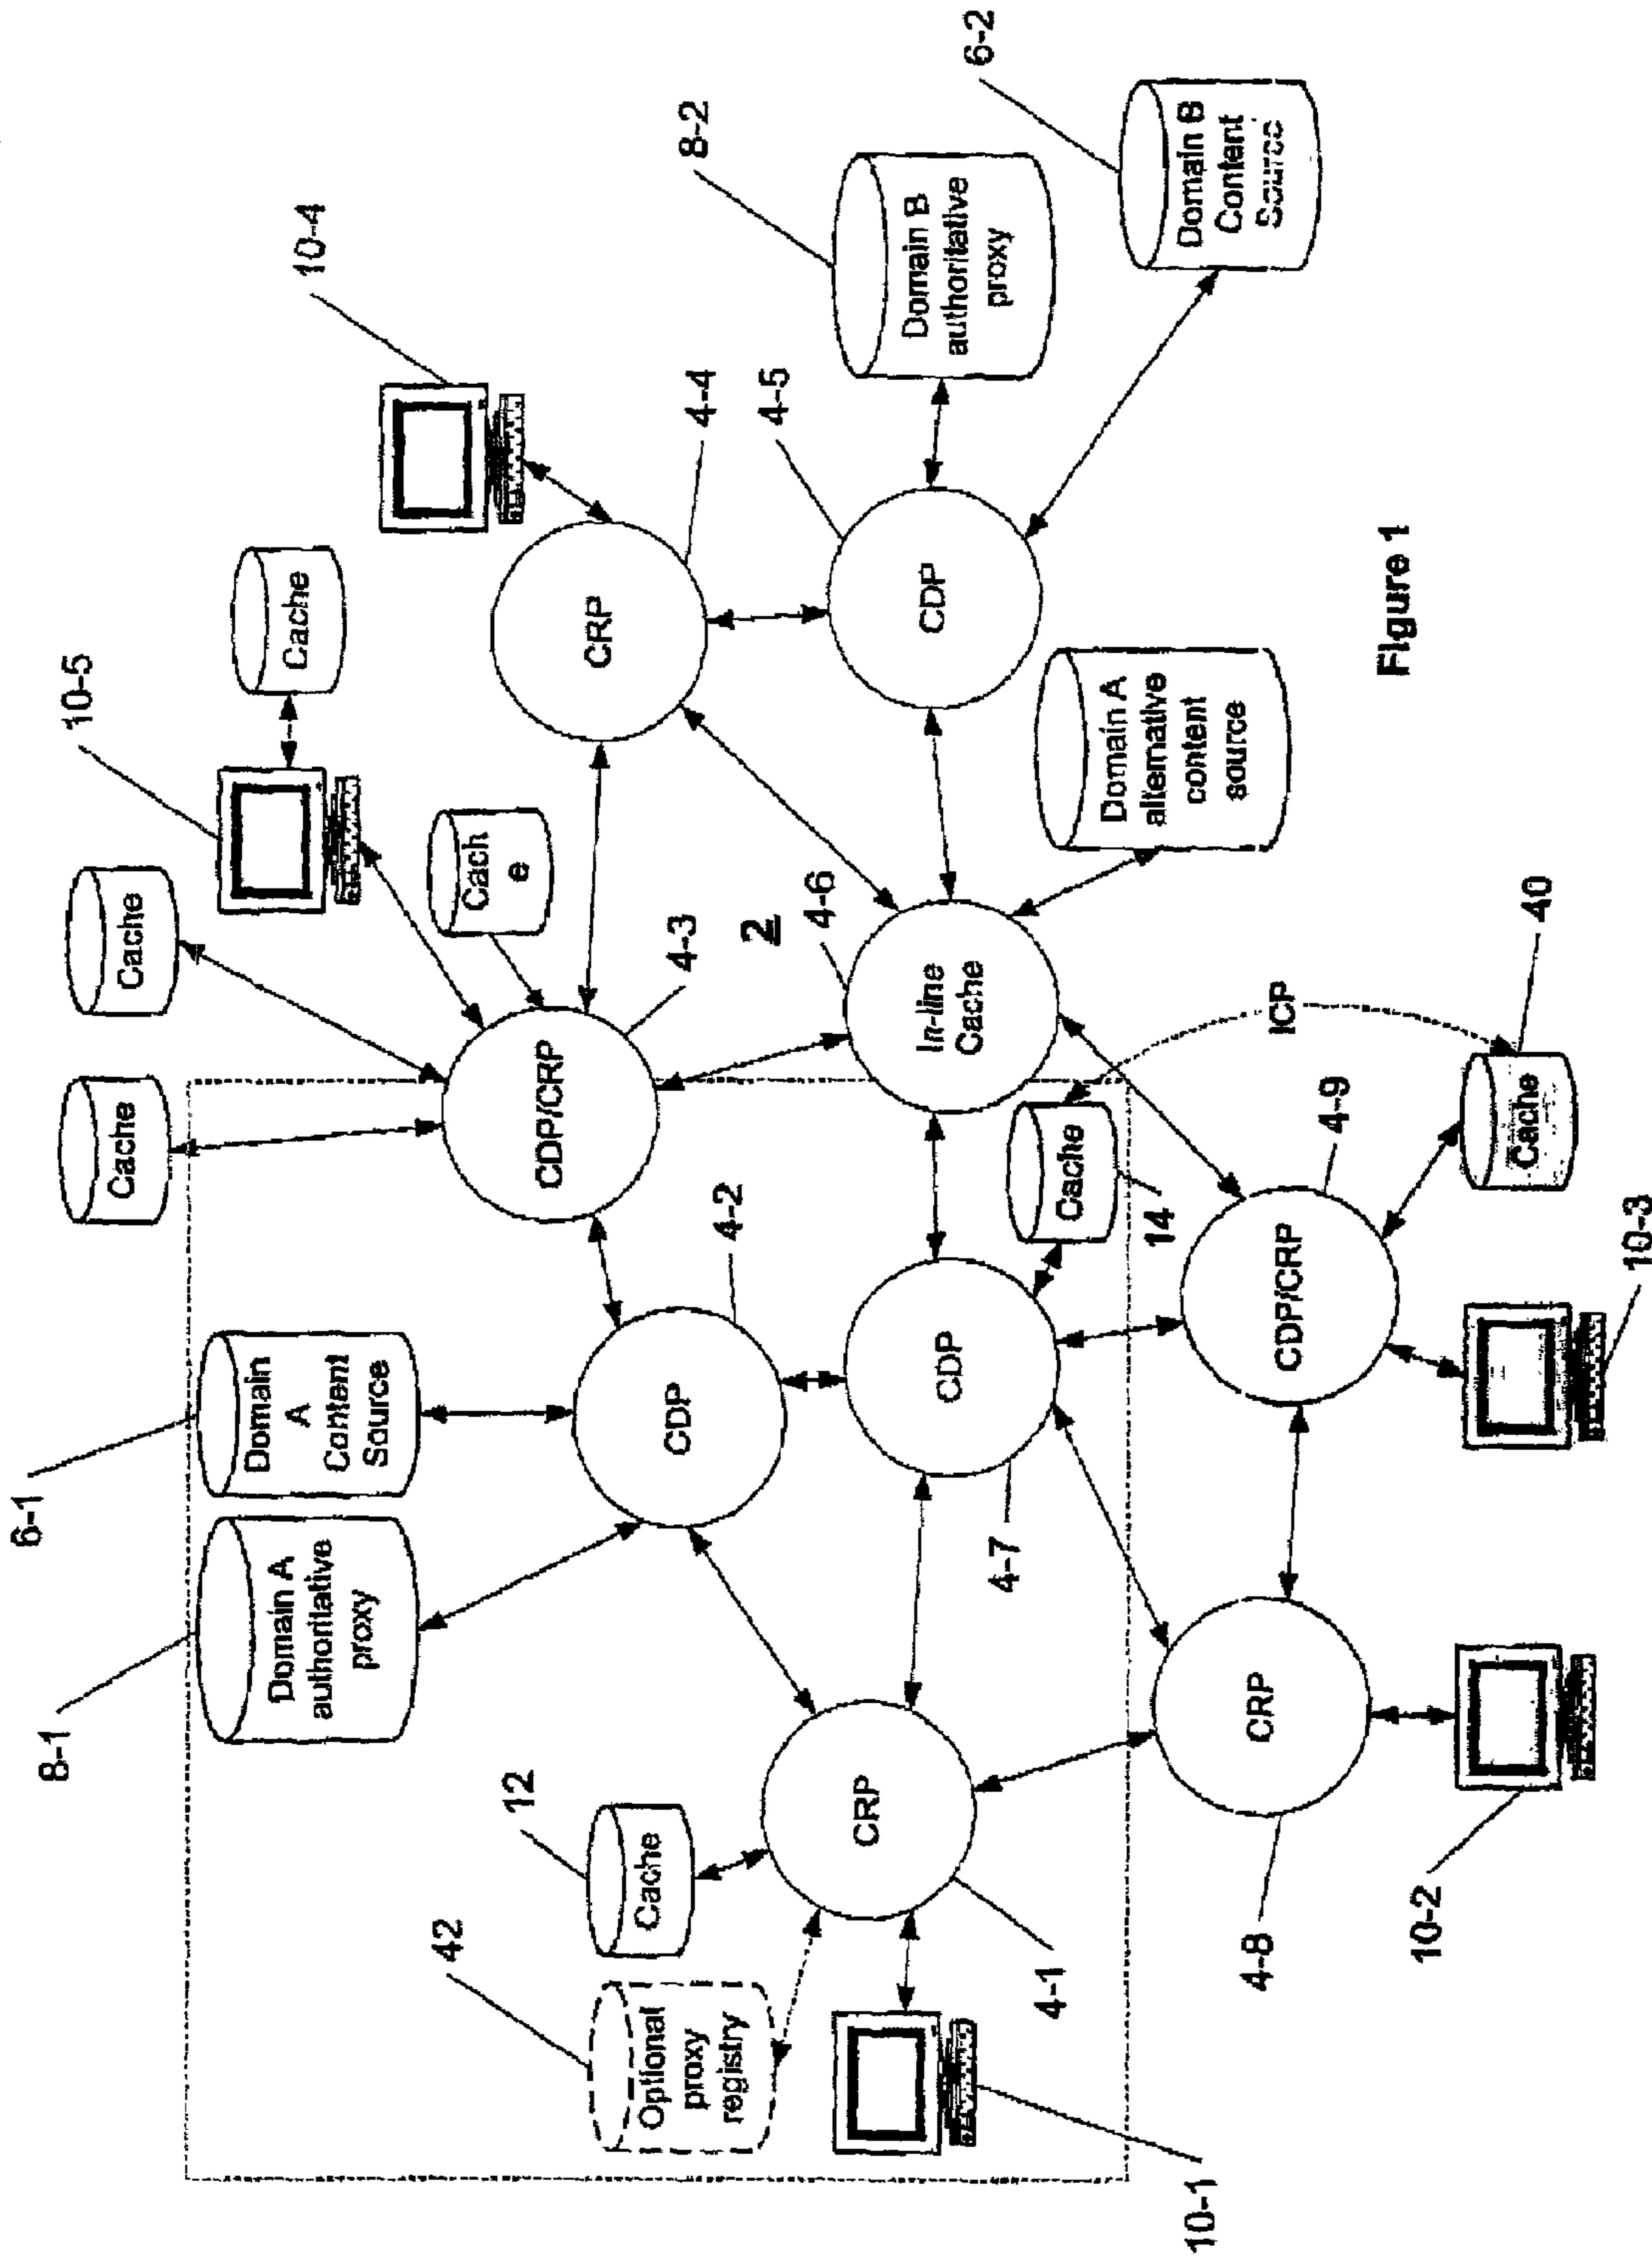 8-1
6-1
10-5
10-4
Cache
Cache
Cache
Domain A
authoritative
proxy
Domain
A
Content
Source
42
12
Cach
e
Optional
proxy
registry
Cache
CDP/CRP
CRP
4-3
4-4
8-2
CDP
4-2
2
4-5
4-6
CRP
CDP
In-line
Cache
CDP
Domain B
authoritative
proxy
6-2
4-1
4-7
Cache
14
Domain A
alternative
content
source
Domain B
Content
Source
10-1
4-8
CRP
CDP/CRP
4-9
ICP
10-2
Cache
40
10-3
Figure 1